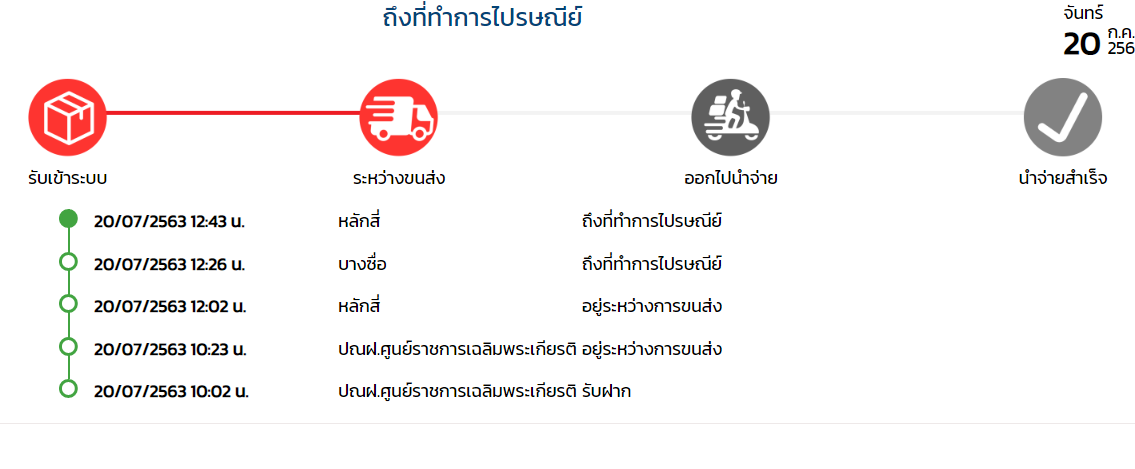 ถึงที่ทำการไปรษณีย์
จันทร์
20 ก.ค.
256
รับเข้าระบบ ระหว่างขนส่ง ออกไปนำจ่าย นำจ่ายสำเร็จ
20/07/2563 12:43 น. หลักสี่ ถึงที่ทำการไปรษณีย์
20/07/2563 12:26 น. บางซื่อ ถึงที่ทำการไปรษณีย์
20/07/2563 12:02 น. หลักสี่ อยู่ระหว่างการขนส่ง
20/07/2563 10:23 น. ปณฝ.ศูนย์ราชการเฉลิมพระเกียรติ อยู่ระหว่างการขนส่ง
20/07/2563 10:02 น. ปณฝ.ศูนย์ราชการเฉลิมพระเกียรติ รับฝาก